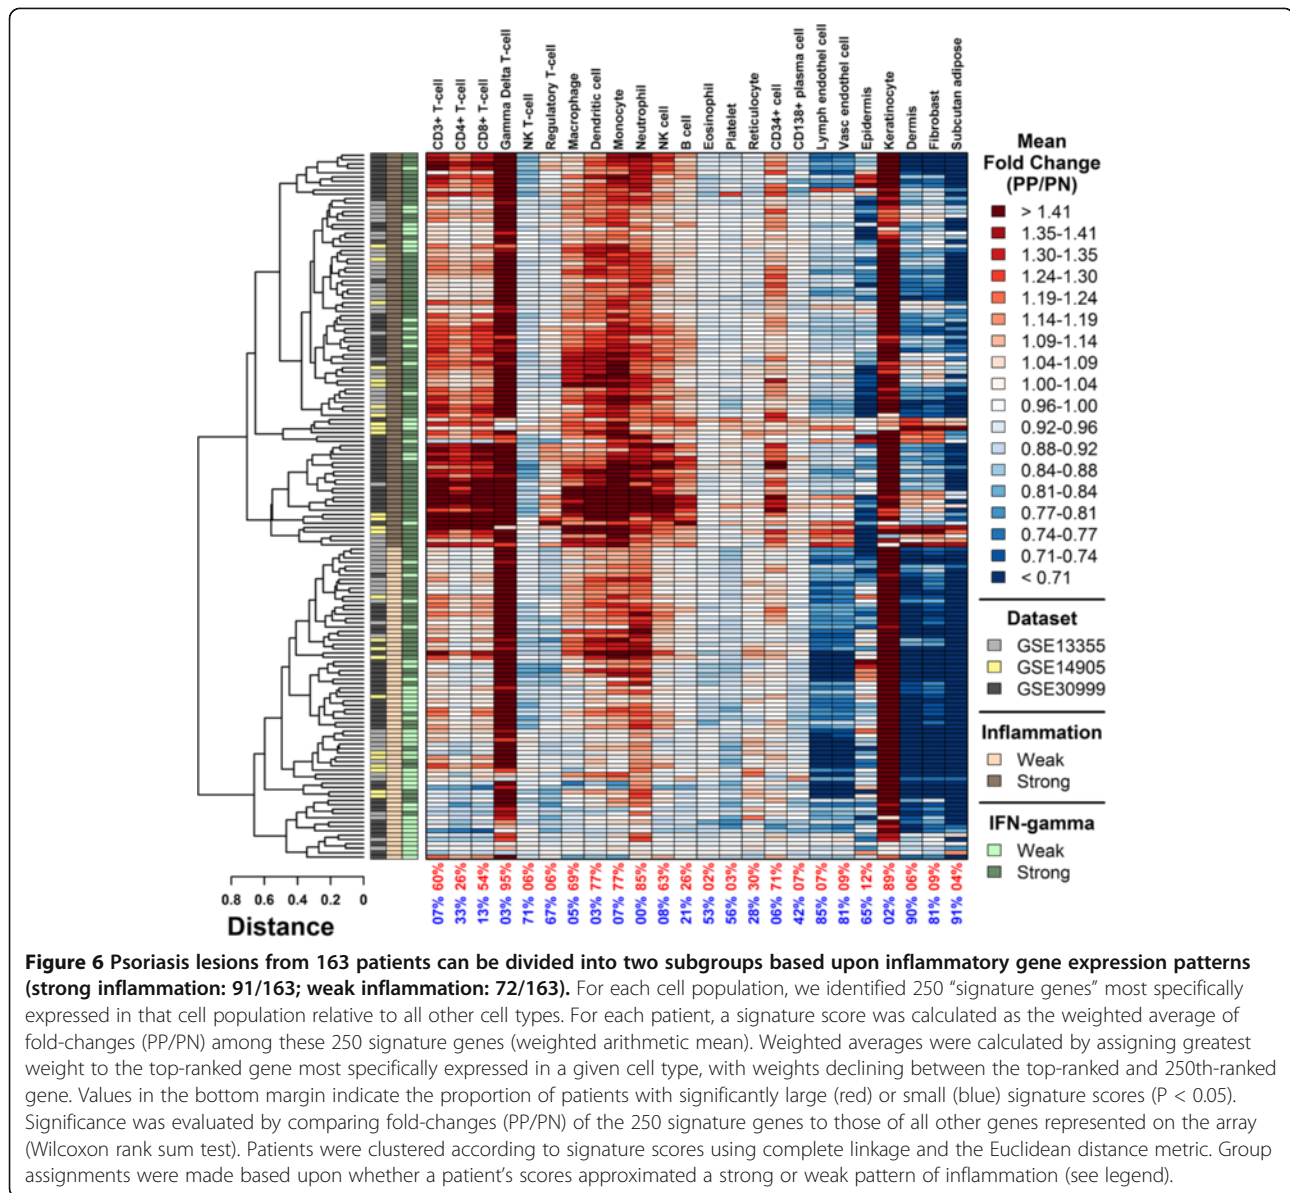 CD3+ T-cell
CD4+ T-cell
CD8+ T-cell
Gamma Delta T-cell
NK T-cell
Regulatory T-cell
Macrophage
Dendritic cell
Monocyte
Neutrophil
NK cell
B cell
Eosinophil
Platelet
Reticulocyte
CD34+ cell
CD138+ plasma cell
Lymph endothel cell
Vasc endothel cell
Epidermis
Keratinocyte
Dermis
Fibrobast
Subcutan adipose
Mean
Fold Change
(PP/PN)
> 1.41
1.35-1.41
1.30-1.35
1.24-1.30
1.19-1.24
1.14-1.19
1.09-1.14
1.04-1.09
1.00-1.04
0.96-1.00
0.92-0.96
0.88-0.92
0.84-0.88
0.81-0.84
0.77-0.81
0.74-0.77
0.71-0.74
< 0.71
Dataset
GSE13355
GSE14905
GSE30999
Inflammation
Weak
Strong
IFN-gamma
Weak
Strong
0.8 0.6 0.4 0.2 0
Distance
07% 60%
33% 26%
13% 54%
03% 95%
71% 06%
67% 06%
05% 69%
03% 77%
07% 77%
00% 85%
08% 63%
21% 26%
53% 02%
56% 03%
28% 30%
06% 71%
42% 07%
85% 07%
81% 09%
65% 12%
02% 89%
90% 06%
81% 09%
91% 04%
Figure 6 Psoriasis lesions from 163 patients can be divided into two subgroups based upon inflammatory gene expression patterns
(strong inflammation: 91/163; weak inflammation: 72/163). For each cell population, we identified 250 “signature genes” most specifically
expressed in that cell population relative to all other cell types. For each patient, a signature score was calculated as the weighted average of
fold-changes (PP/PN) among these 250 signature genes (weighted arithmetic mean). Weighted averages were calculated by assigning greatest
weight to the top-ranked gene most specifically expressed in a given cell type, with weights declining between the top-ranked and 250th-ranked
gene. Values in the bottom margin indicate the proportion of patients with significantly large (red) or small (blue) signature scores (P < 0.05).
Significance was evaluated by comparing fold-changes (PP/PN) of the 250 signature genes to those of all other genes represented on the array
(Wilcoxon rank sum test). Patients were clustered according to signature scores using complete linkage and the Euclidean distance metric. Group
assignments were made based upon whether a patient’s scores approximated a strong or weak pattern of inflammation (see legend).